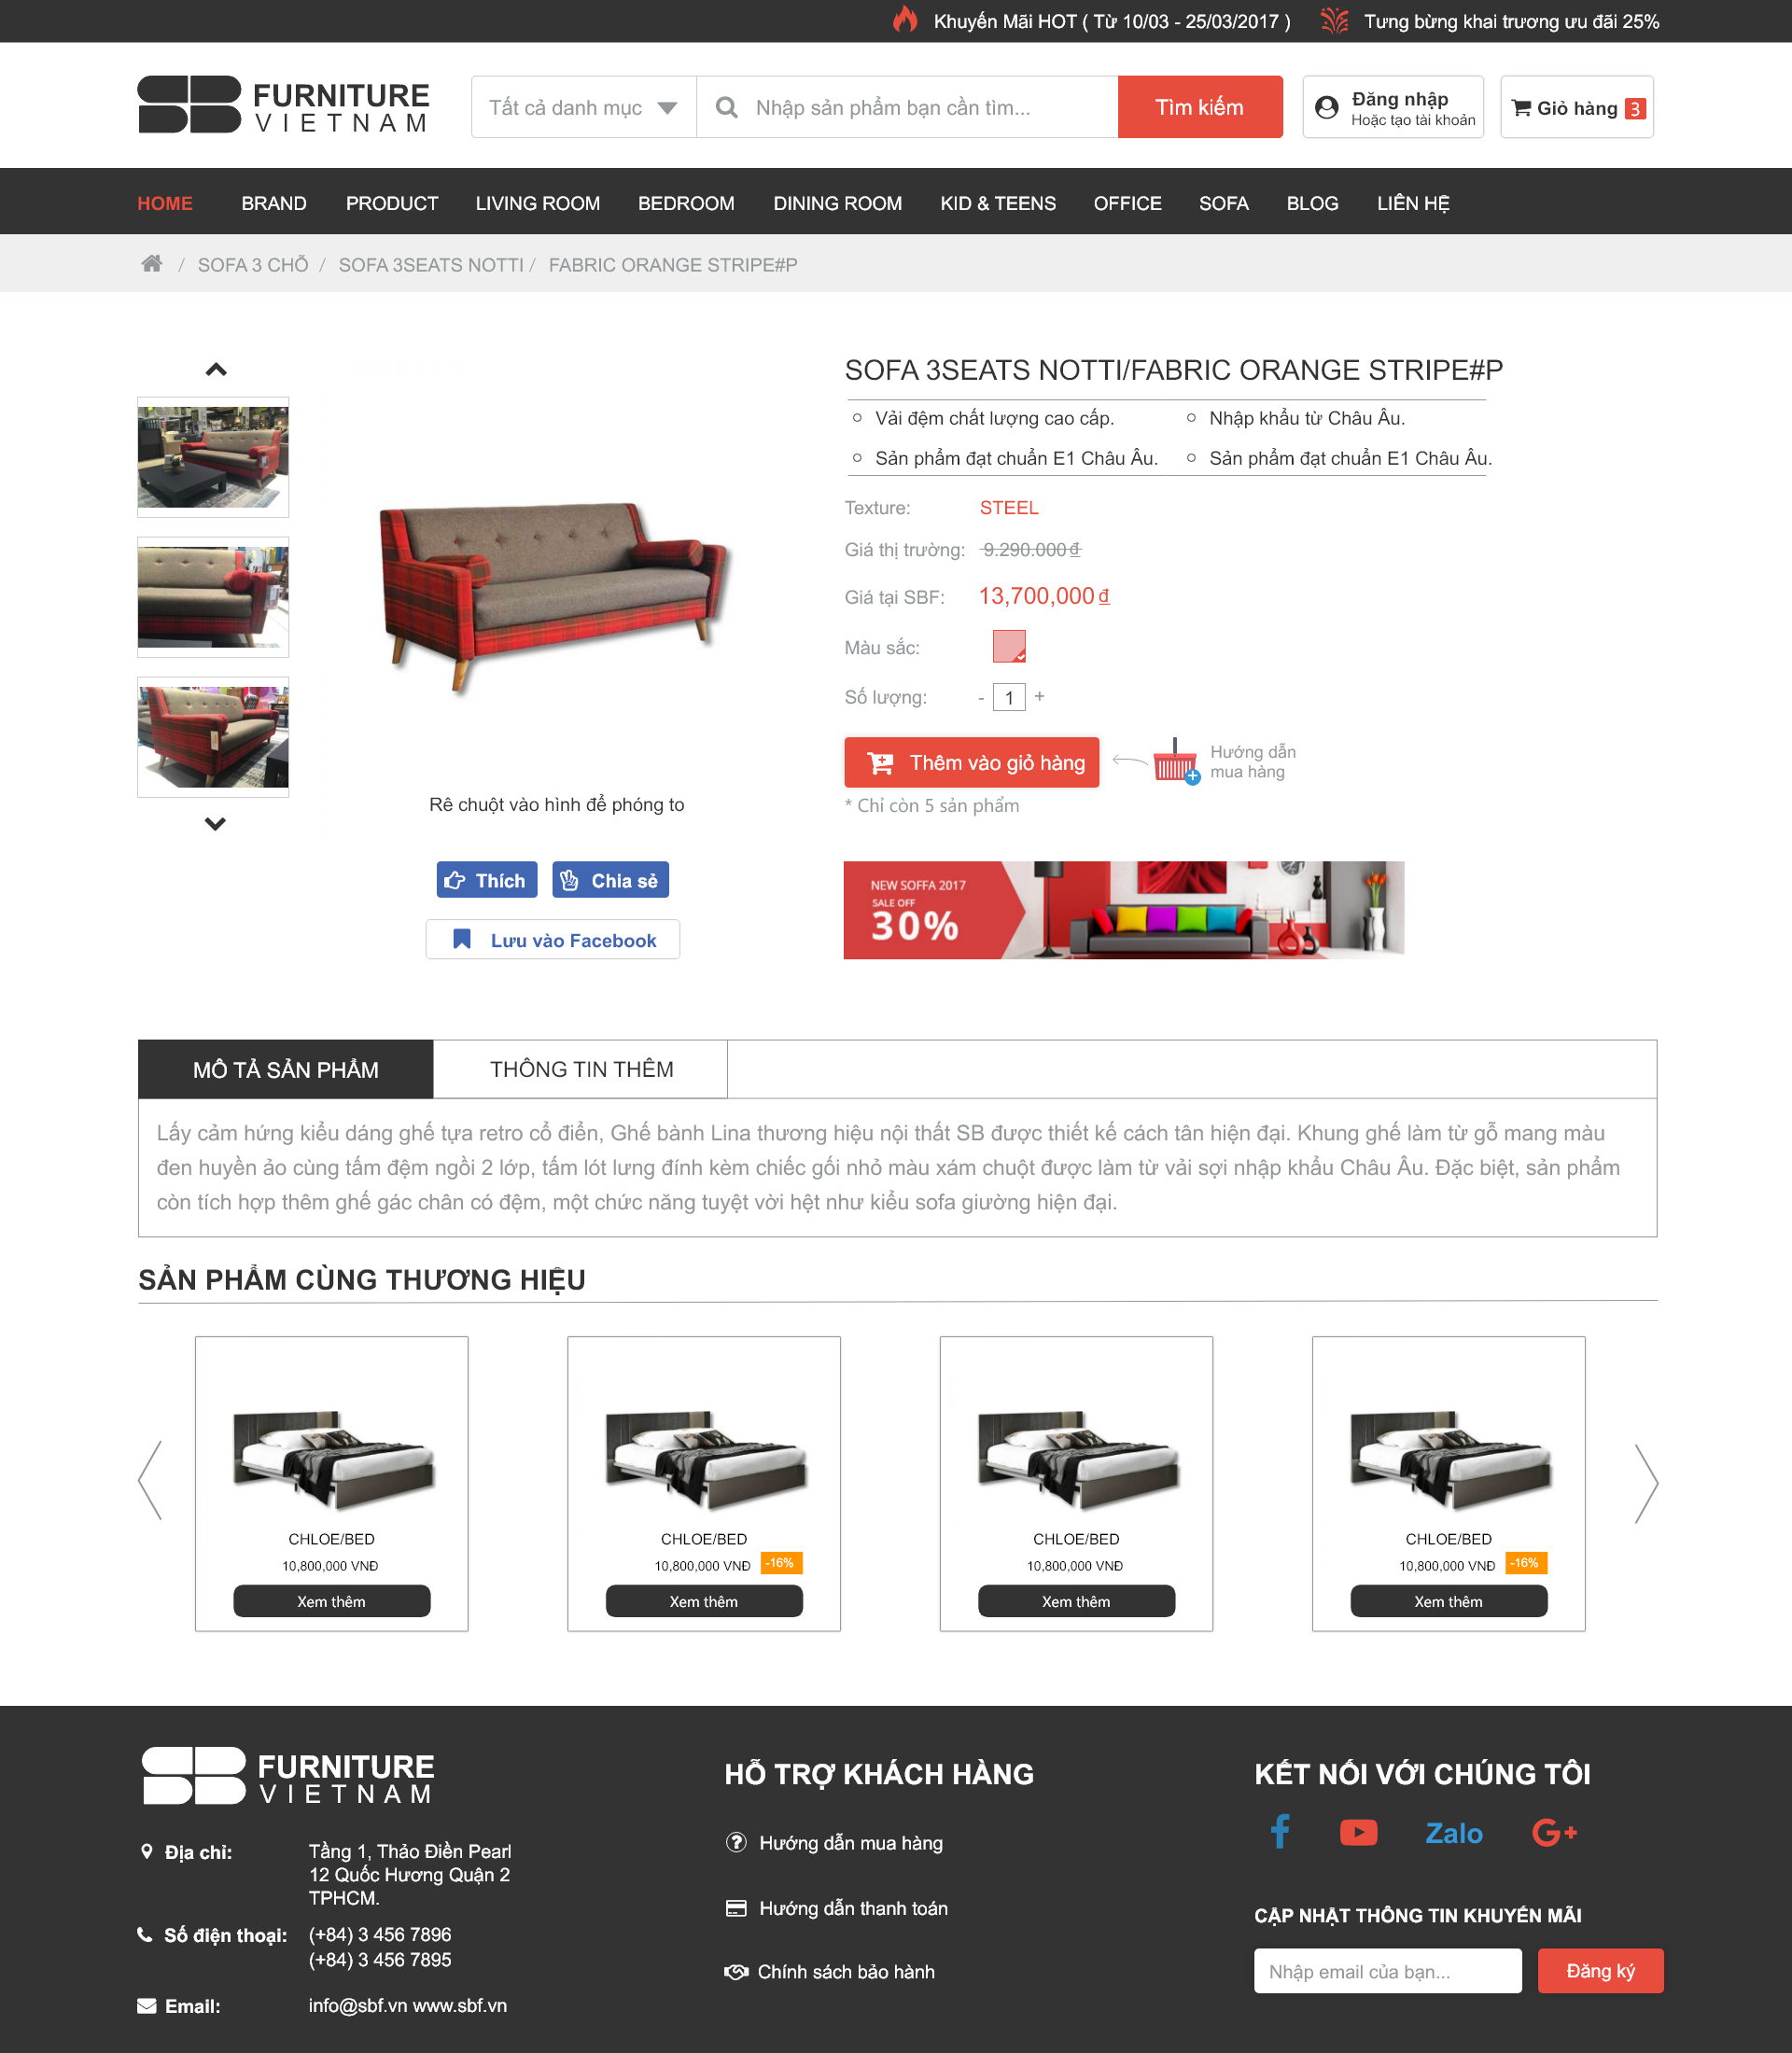 Khuyến Mãi HOT ( Từ 10/03 - 25/03/2017 )
Tưng bừng khai trương ưu đãi 25%
FURNITURE
VIETNAM
Tất cả danh mục
Nhập sản phẩm bạn cần tìm...
Tìm kiếm
Đăng nhập
Hoặc tạo tài khoản
Giỏ hàng 3
HOME BRAND PRODUCT LIVING ROOM BEDROOM DINING ROOM KID & TEENS OFFICE SOFA BLOG LIÊN HỆ
/ SOFA 3 CHỖ / SOFA 3SEATS NOTTI / FABRIC ORANGE STRIPE#P
SOFA 3SEATS NOTTI/FABRIC ORANGE STRIPE#P
Vải đệm chất lượng cao cấp.
Nhập khẩu từ Châu Âu.
Sản phẩm đạt chuẩn E1 Châu Âu.
Sản phẩm đạt chuẩn E1 Châu Âu.
Texture: STEEL
Giá thị trường: 9.290.000 ₫
Giá tại SBF: 13,700,000 ₫
Màu sắc:
Số lượng: - 1 +
Thêm vào giỏ hàng
Hướng dẫn
mua hàng
* Chỉ còn 5 sản phẩm
Rê chuột vào hình để phóng to
Thích
Chia sẻ
Lưu vào Facebook
NEW SOFFA 2017
SALE OFF
30%
MÔ TẢ SẢN PHẨM
THÔNG TIN THÊM
Lấy cảm hứng kiểu dáng ghế tựa retro cổ điển, Ghế bành Lina thương hiệu nội thất SB được thiết kế cách tân hiện đại. Khung ghế làm từ gỗ mang màu
đen huyền ảo cùng tấm đệm ngồi 2 lớp, tấm lót lưng đính kèm chiếc gối nhỏ màu xám chuột được làm từ vải sợi nhập khẩu Châu Âu. Đặc biệt, sản phẩm
còn tích hợp thêm ghế gác chân có đệm, một chức năng tuyệt vời hệt như kiểu sofa giường hiện đại.
SẢN PHẨM CÙNG THƯƠNG HIỆU
CHLOE/BED
10,800,000 VNĐ
Xem thêm
CHLOE/BED
10,800,000 VNĐ -16%
Xem thêm
CHLOE/BED
10,800,000 VNĐ
Xem thêm
CHLOE/BED
10,800,000 VNĐ -16%
Xem thêm
FURNITURE
VIETNAM
Địa chỉ: Tầng 1, Thảo Điền Pearl
12 Quốc Hương Quận 2
TPHCM.
Số điện thoại: (+84) 3 456 7896
(+84) 3 456 7895
Email: info@sbf.vn www.sbf.vn
HỖ TRỢ KHÁCH HÀNG
Hướng dẫn mua hàng
Hướng dẫn thanh toán
Chính sách bảo hành
KẾT NỐI VỚI CHÚNG TÔI
Zalo
G+
CẬP NHẬT THÔNG TIN KHUYẾN MÃI
Nhập email của bạn...
Đăng ký